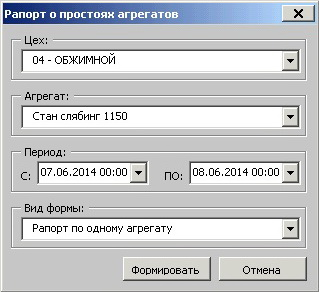 Рапорт о простоях агрегатов
Цех:
04 - ОБЖИМНОЙ
Агрегат:
Стан слябинг 1150
Период:
С: 07.06.2014 00:00 ПО: 08.06.2014 00:00
Вид формы:
Рапорт по одному агрегату
Формировать Отмена